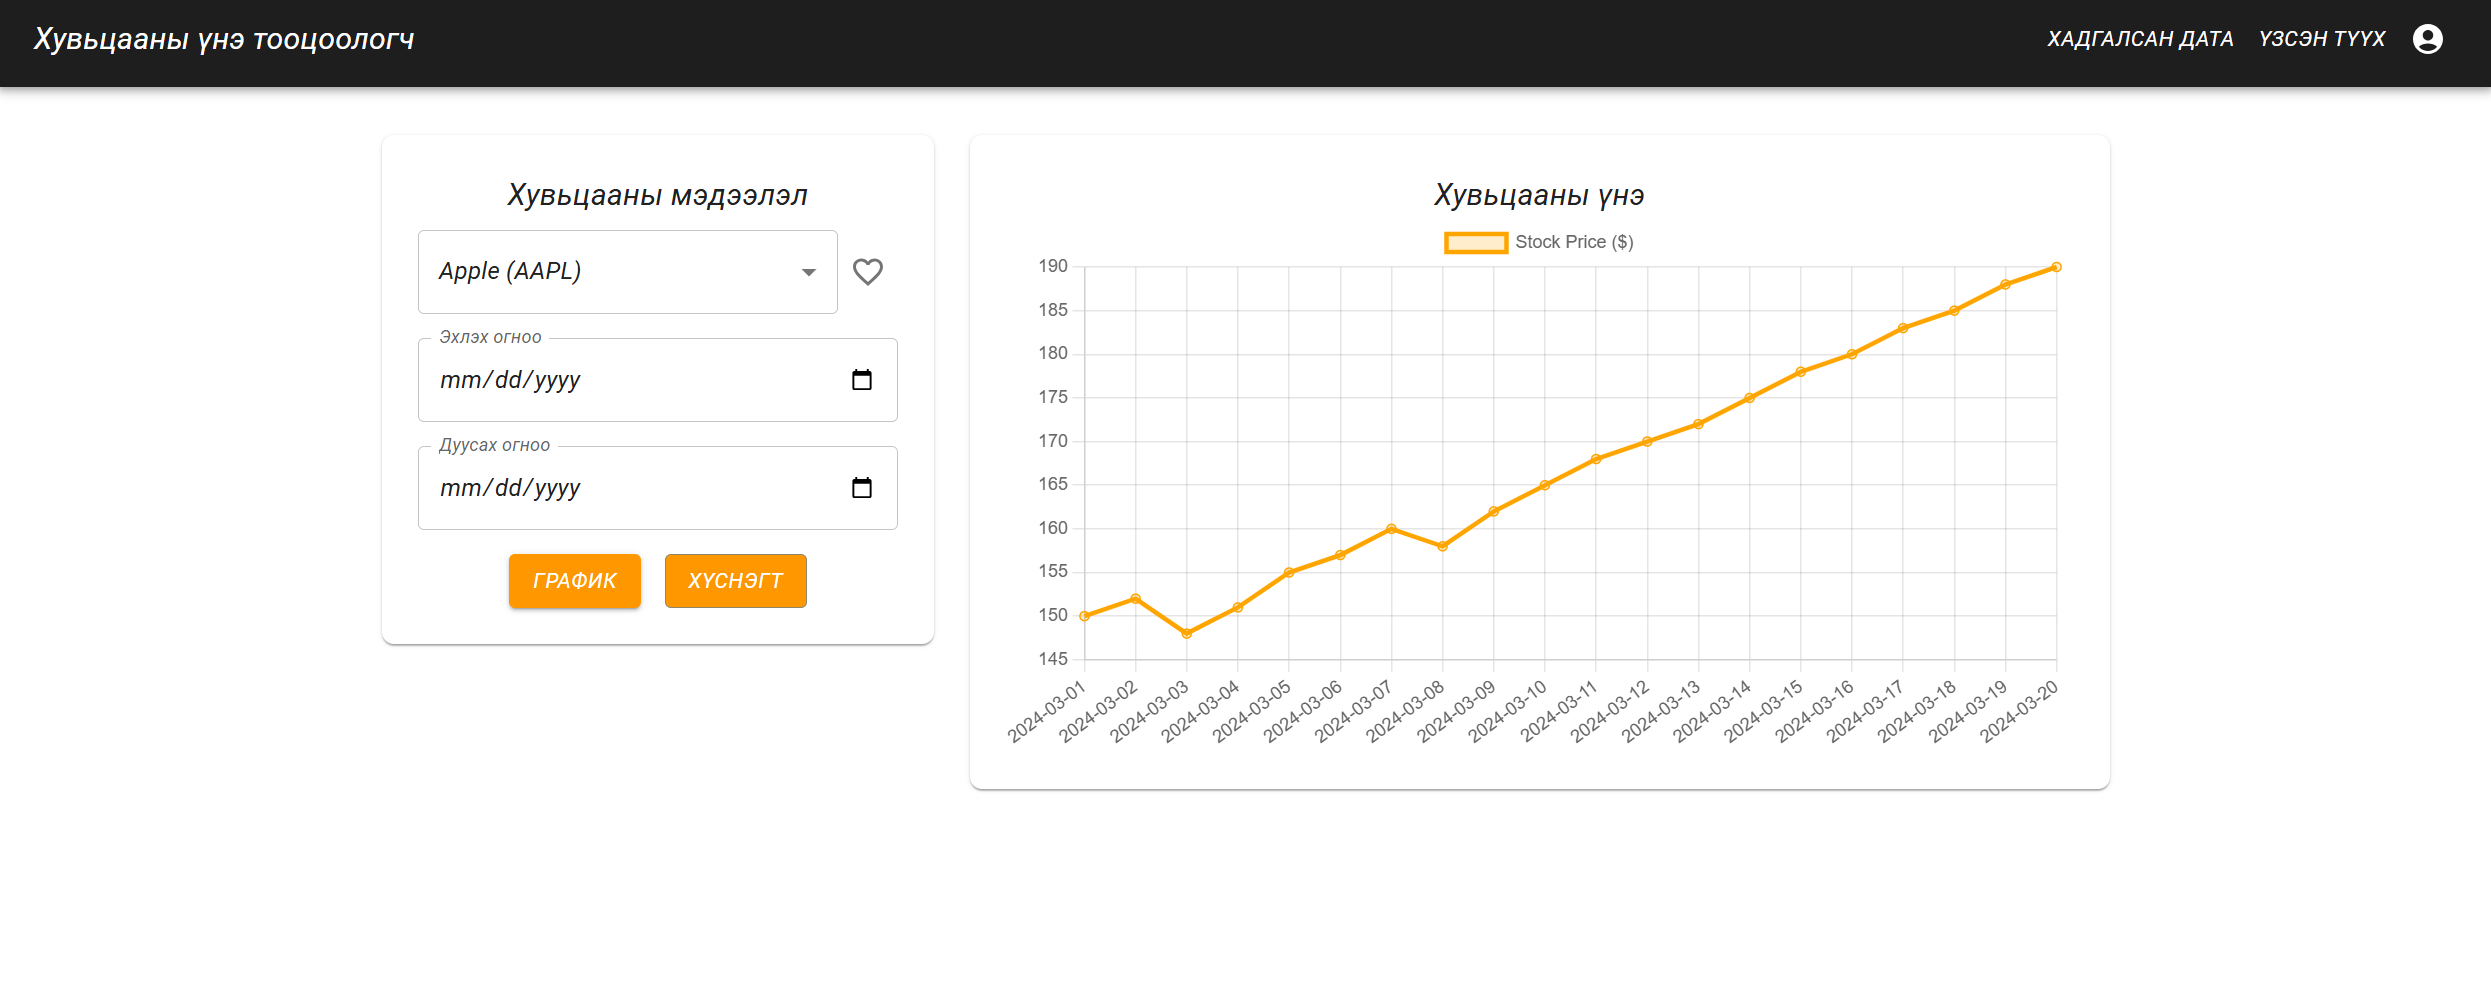 Хувьцааны үнэ тооцоологч
ХАДГАЛСАН ДАТА
ҮЗСЭН ТҮҮХ
Хувьцааны мэдээлэл
Apple (AAPL)
Эхлэх огноо
mm/dd/yyyy
Дуусах огноо
mm/dd/yyyy
ГРАФИК
ХҮСНЭГТ
Хувьцааны үнэ
Stock Price ($)
190
185
180
175
170
165
160
155
150
145
2024-03-01
2024-03-02
2024-03-03
2024-03-04
2024-03-05
2024-03-06
2024-03-07
2024-03-08
2024-03-09
2024-03-10
2024-03-11
2024-03-12
2024-03-13
2024-03-14
2024-03-15
2024-03-16
2024-03-17
2024-03-18
2024-03-19
2024-03-20